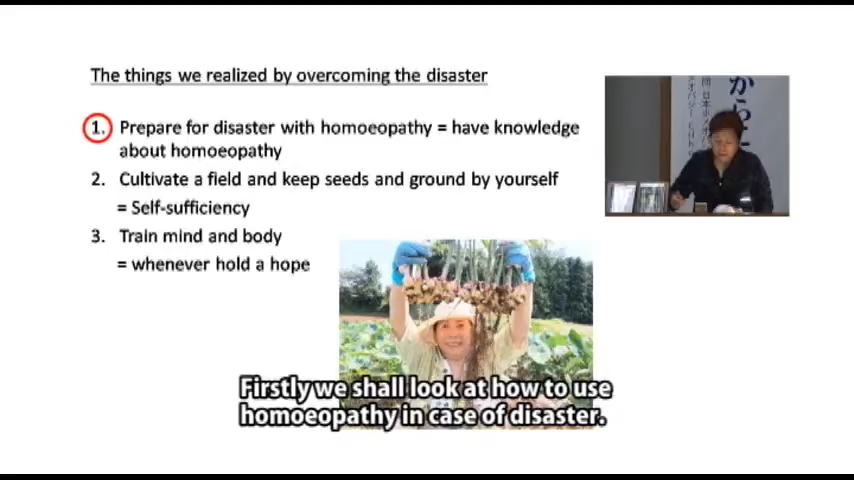 The things we realized by overcoming the disaster
1. Prepare for disaster with homoeopathy = have knowledge
about homoeopathy
2. Cultivate a field and keep seeds and ground by yourself
= Self-sufficiency
3. Train mind and body
= whenever hold a hope
からに
Firstly we shall look at how to use
homoeopathy in case of disaster.